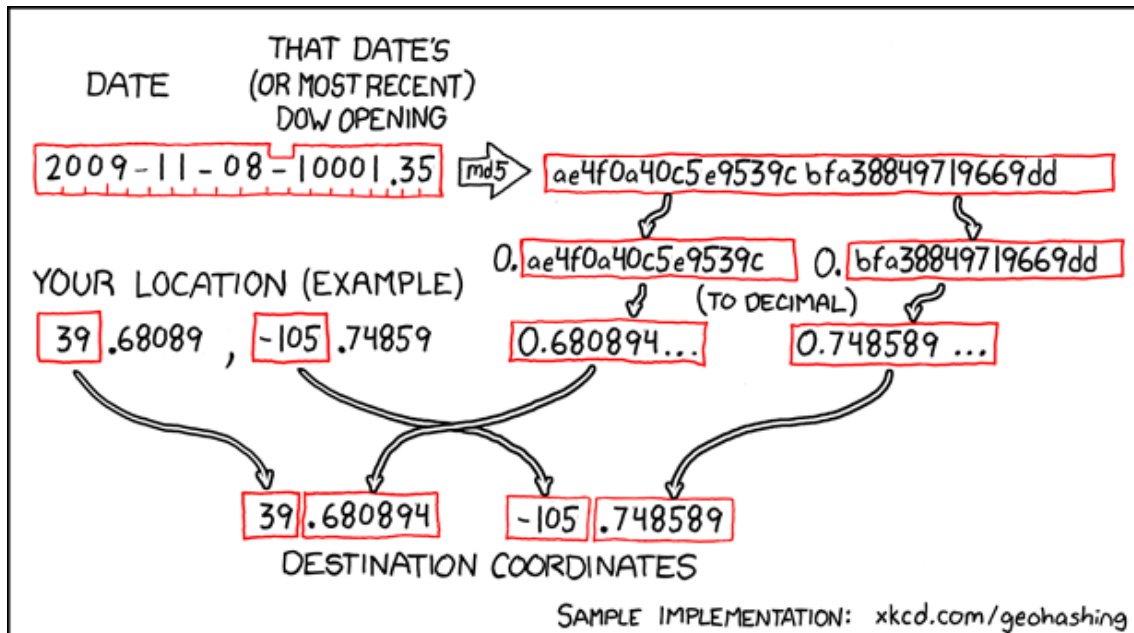 DATE
THAT DATE'S
(OR MOST RECENT)
DOW OPENING
2009-11-08-10001.35
md5
ae4f0a40c5e9539cbfa38849719669dd
0.ae4f0a40c5e9539c
0.bfa38849719669dd
(TO DECIMAL)
YOUR LOCATION (EXAMPLE)
39.68089, -105.74859
0.680894...
0.748589...
39.680894
-105.748589
DESTINATION COORDINATES
SAMPLE IMPLEMENTATION: xkcd.com/geohashing